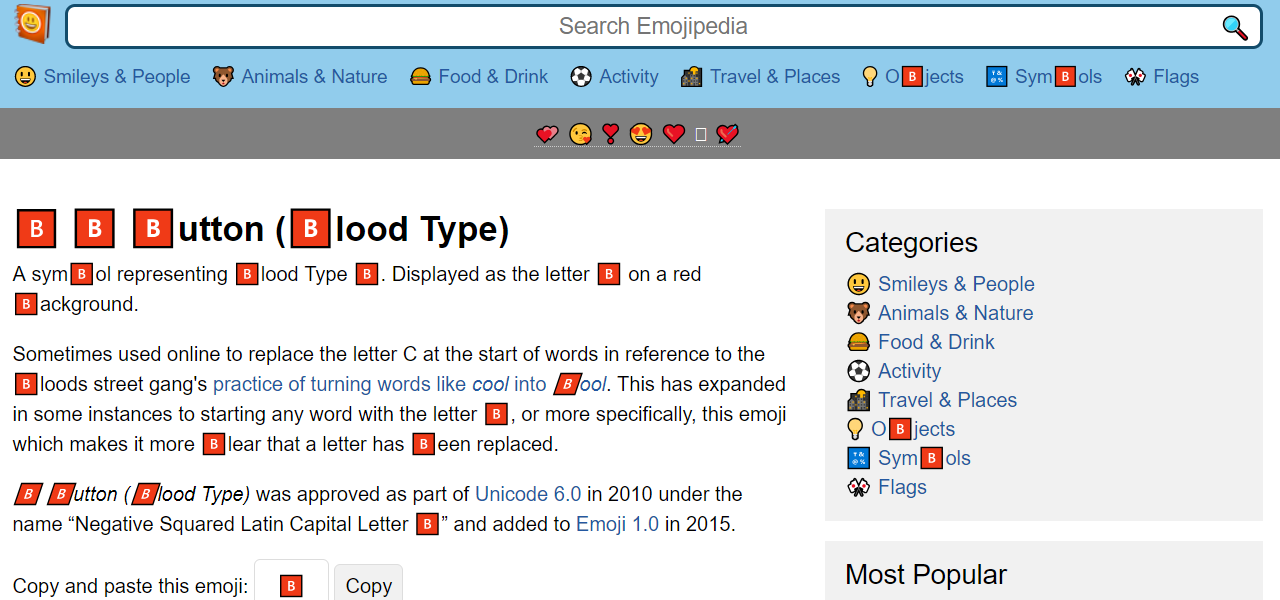 Search Emojipedia
😃 Smileys & People 🐻 Animals & Nature 🍔 Food & Drink ⚽ Activity 🌇 Travel & Places 💡 O🅱jects 🔣 Sym🅱ols 🎌 Flags
💕 😘 ❣ 😍 ❤ 💘
🅱 🅱 🅱utton (🅱lood Type)
A sym🅱ol representing 🅱lood Type 🅱. Displayed as the letter 🅱 on a red
🅱ackground.
Sometimes used online to replace the letter C at the start of words in reference to the
🅱loods street gang's practice of turning words like cool into 🅱ool. This has expanded
in some instances to starting any word with the letter 🅱, or more specifically, this emoji
which makes it more 🅱lear that a letter has 🅱een replaced.
🅱 🅱utton (🅱lood Type) was approved as part of Unicode 6.0 in 2010 under the
name “Negative Squared Latin Capital Letter 🅱” and added to Emoji 1.0 in 2015.
Copy and paste this emoji: 🅱 Copy
Categories
😃 Smileys & People
🐻 Animals & Nature
🍔 Food & Drink
⚽ Activity
🌇 Travel & Places
💡 O🅱jects
🔣 Sym🅱ols
🎌 Flags
Most Popular